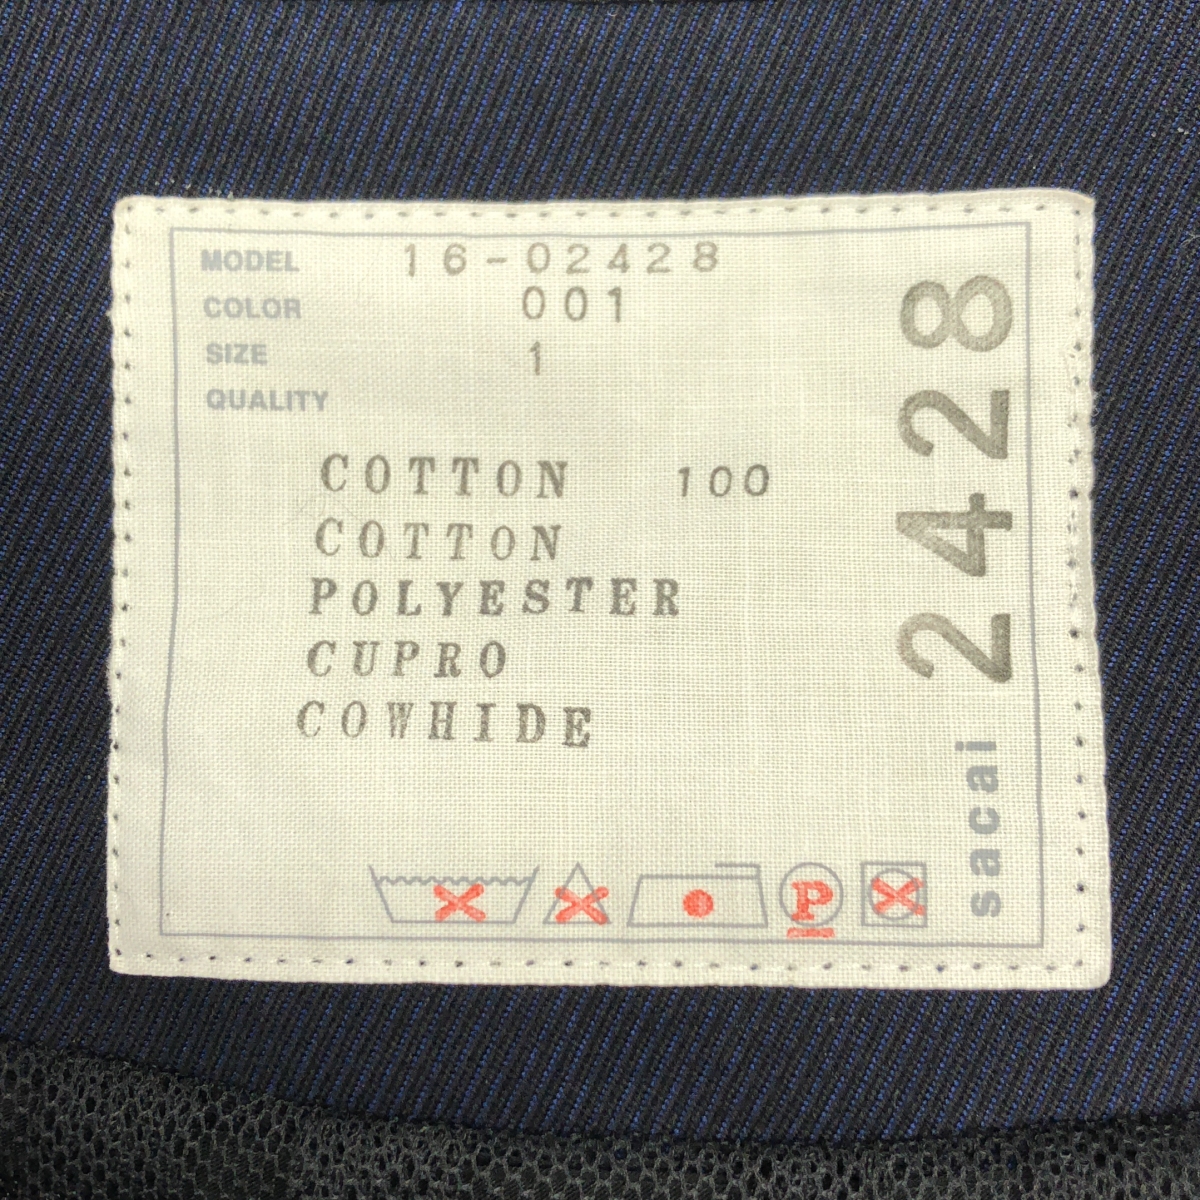 MODEL 16-02428
COLOR 001
SIZE 1
QUALITY
COTTON 100
COTTON
POLYESTER
CUPRO
COWHIDE
P
sacai 2428